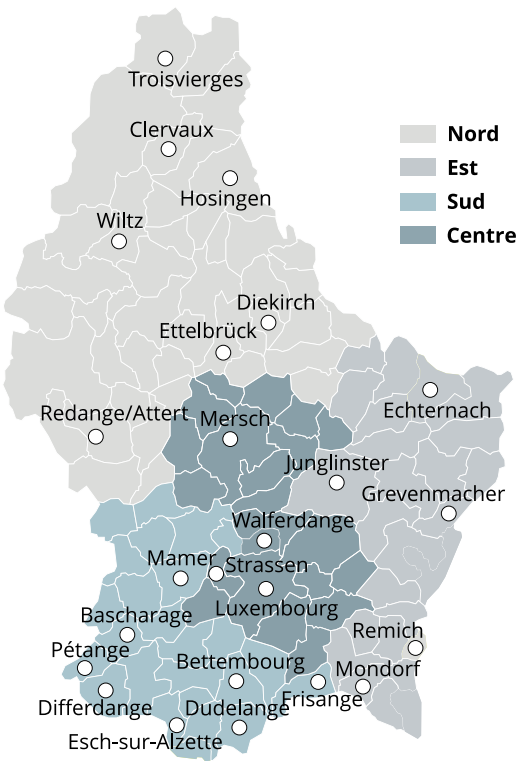 Troisvierges
Clervaux
Hosingen
Wiltz
Nord
Est
Sud
Centre
Diekirch
Ettelbrück
Redange/Attert
Mersch
Echternach
Junglinster
Grevenmacher
Walferdange
Mamer
Strassen
Luxembourg
Bascharage
Remich
Pétange
Bettembourg
Mondorf
Differdange
Dudelange
Frisange
Esch-sur-Alzette